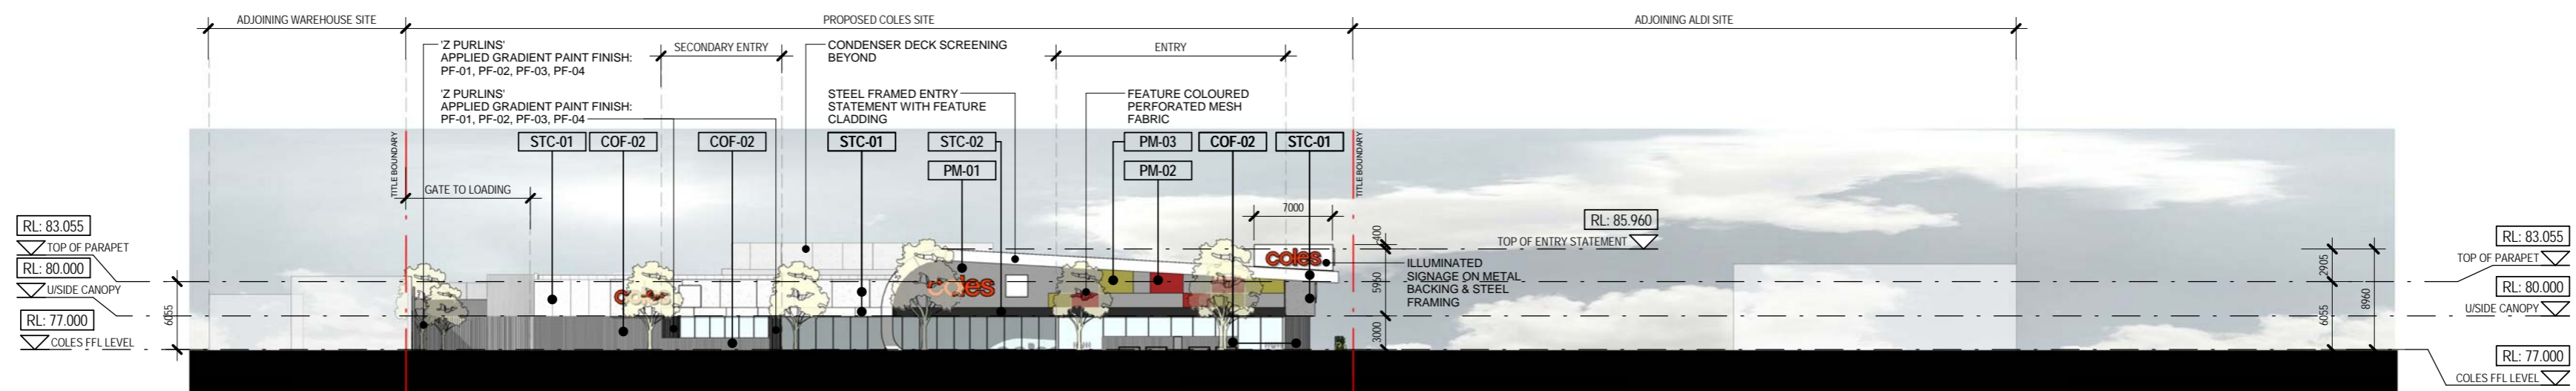 ADJOINING WAREHOUSE SITE
PROPOSED COLES SITE
ADJOINING ALDI SITE
'Z PURLINS'
APPLIED GRADIENT PAINT FINISH:
PF-01, PF-02, PF-03, PF-04
SECONDARY ENTRY
CONDENSER DECK SCREENING
BEYOND
ENTRY
'Z PURLINS'
APPLIED GRADIENT PAINT FINISH:
PF-01, PF-02, PF-03, PF-04
STEEL FRAMED ENTRY
STATEMENT WITH FEATURE
CLADDING
FEATURE COLOURED
PERFORATED MESH
FABRIC
TITLE BOUNDARY
STC-01
COF-02
COF-02
STC-01
STC-02
PM-01
PM-03
PM-02
COF-02
STC-01
TITLE BOUNDARY
GATE TO LOADING
7000
RL: 85.960
TOP OF ENTRY STATEMENT
400
RL: 83.055
TOP OF PARAPET
RL: 80.000
U/SIDE CANOPY
RL: 77.000
COLES FFL LEVEL
6055
coles
coles
coles
ILLUMINATED
SIGNAGE ON METAL
BACKING & STEEL
FRAMING
5960
3000
2905
6055
8960
RL: 83.055
TOP OF PARAPET
RL: 80.000
U/SIDE CANOPY
RL: 77.000
COLES FFL LEVEL